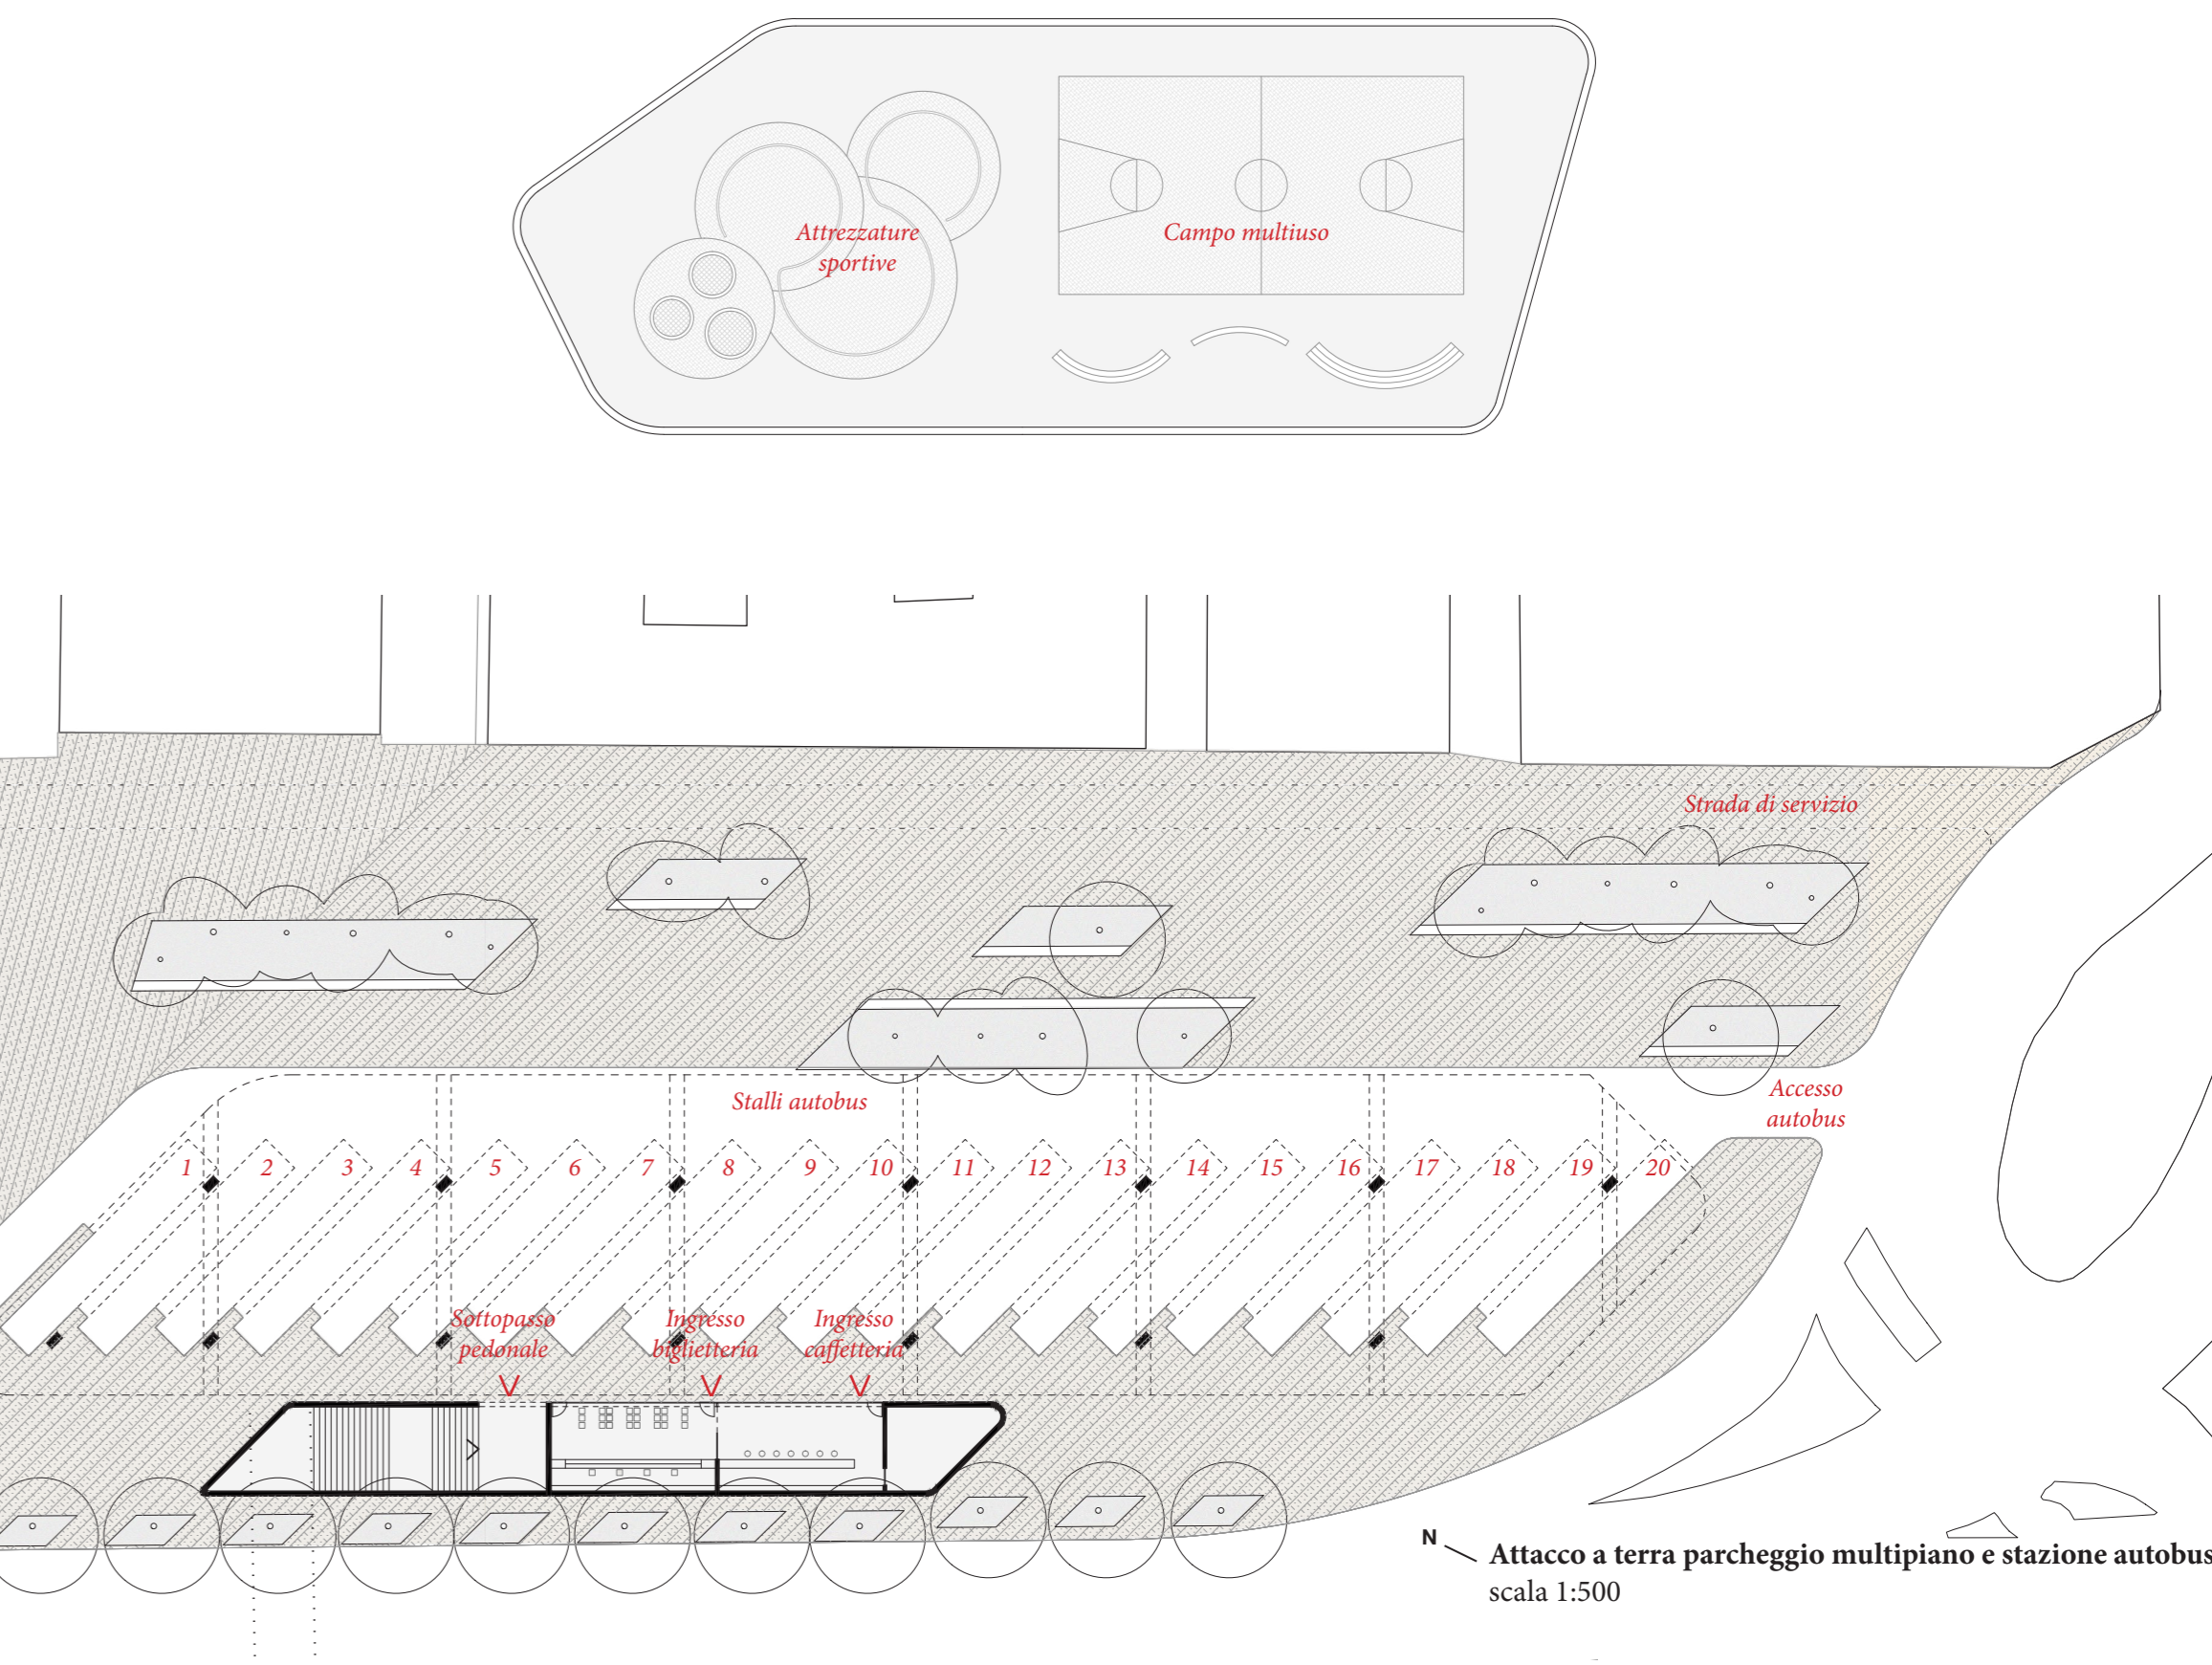 Attrezzature
sportive
Campo multiuso
Strada di servizio
Accesso
autobus
Stalli autobus
1 2 3 4 5 6 7 8 9 10 11 12 13 14 15 16 17 18 19 20
Sottopasso
pedonale
Ingresso
biglietteria
Ingresso
caffetteria
N
Attacco a terra parcheggio multipiano e stazione autobus
scala 1:500